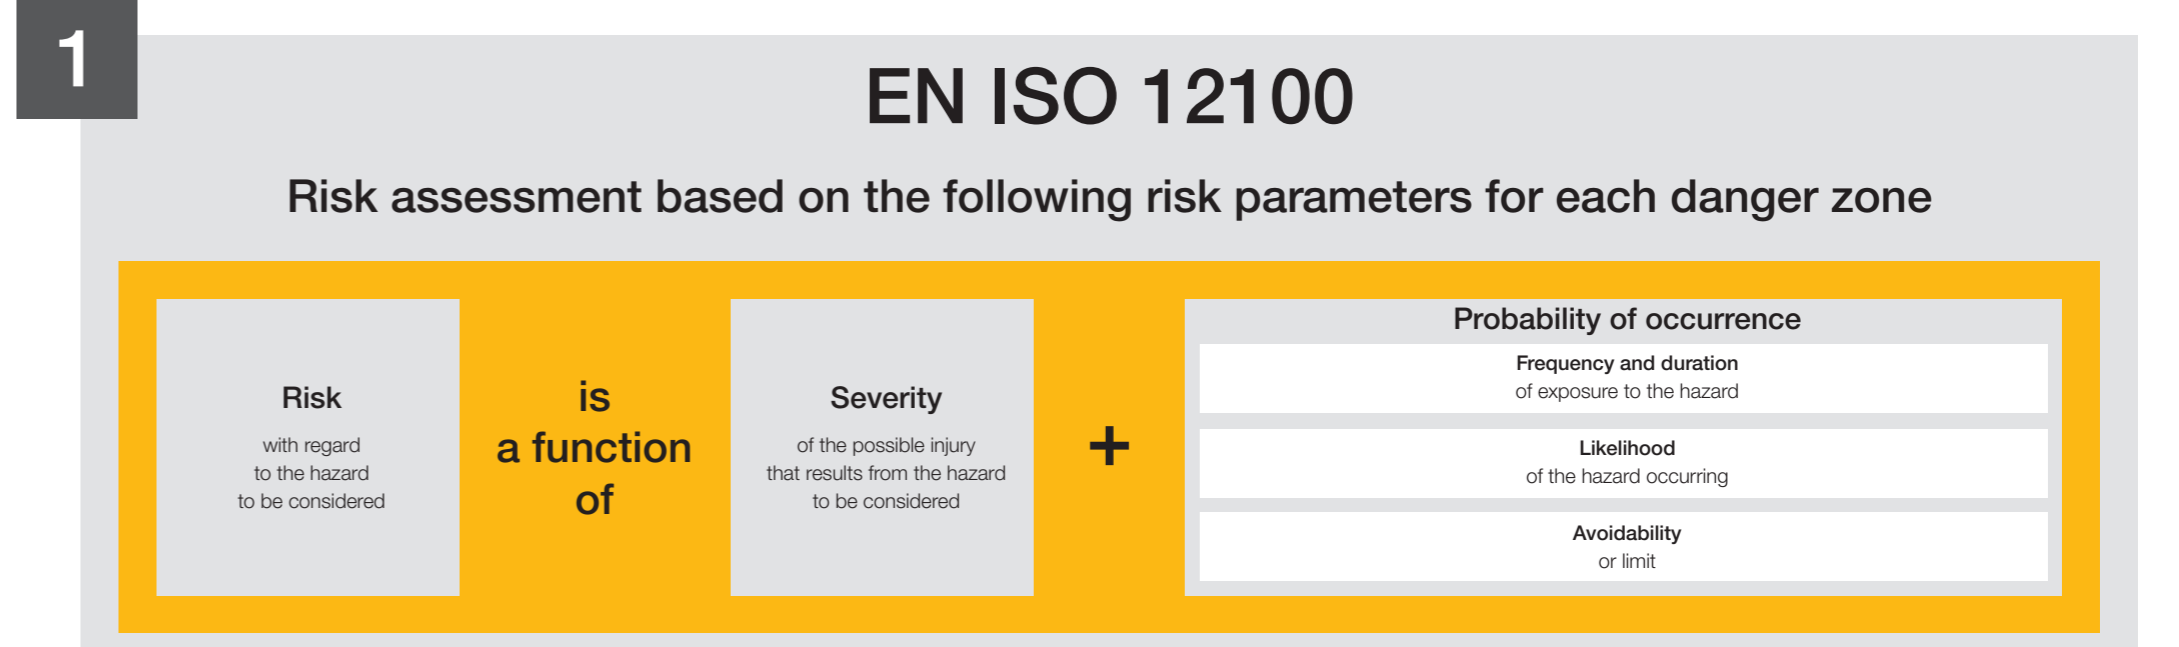 1
EN ISO 12100
Risk assessment based on the following risk parameters for each danger zone
Risk
with regard
to the hazard
to be considered
is
a function
of
Severity
of the possible injury
that results from the hazard
to be considered
+
Probability of occurrence
Frequency and duration
of exposure to the hazard
Likelihood
of the hazard occurring
Avoidability
or limit